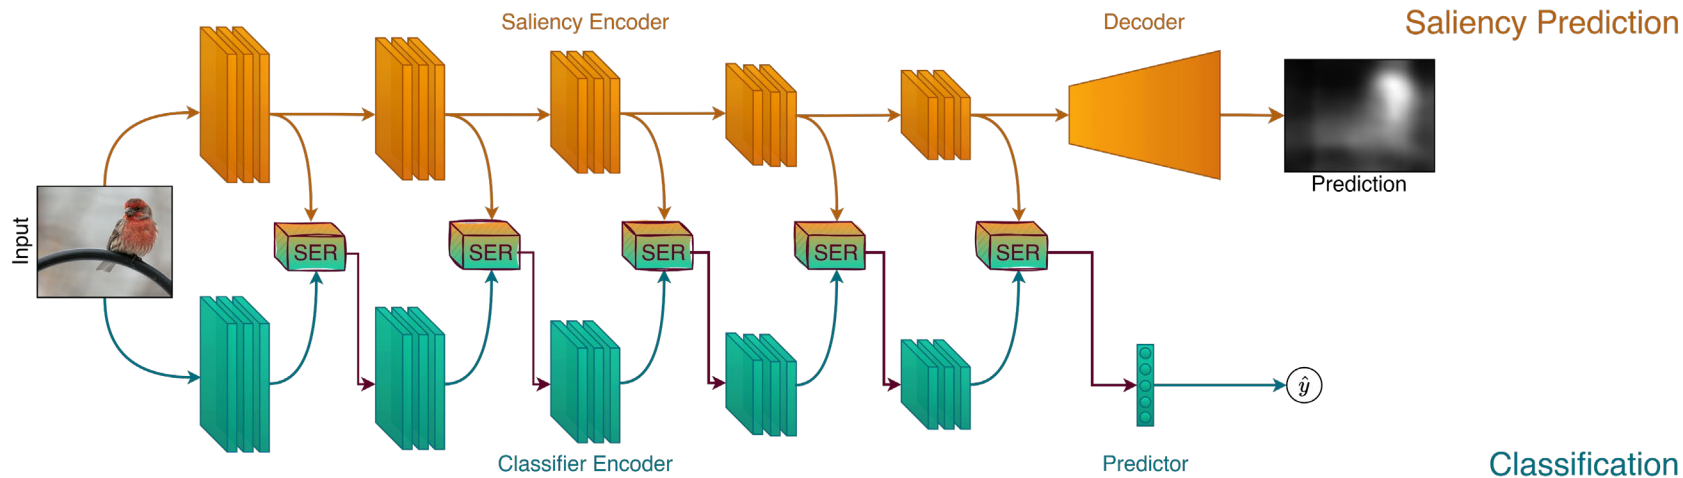 Saliency Encoder
Decoder
Saliency Prediction
Prediction
Input
SER
SER
SER
SER
SER
ŷ
Classifier Encoder
Predictor
Classification